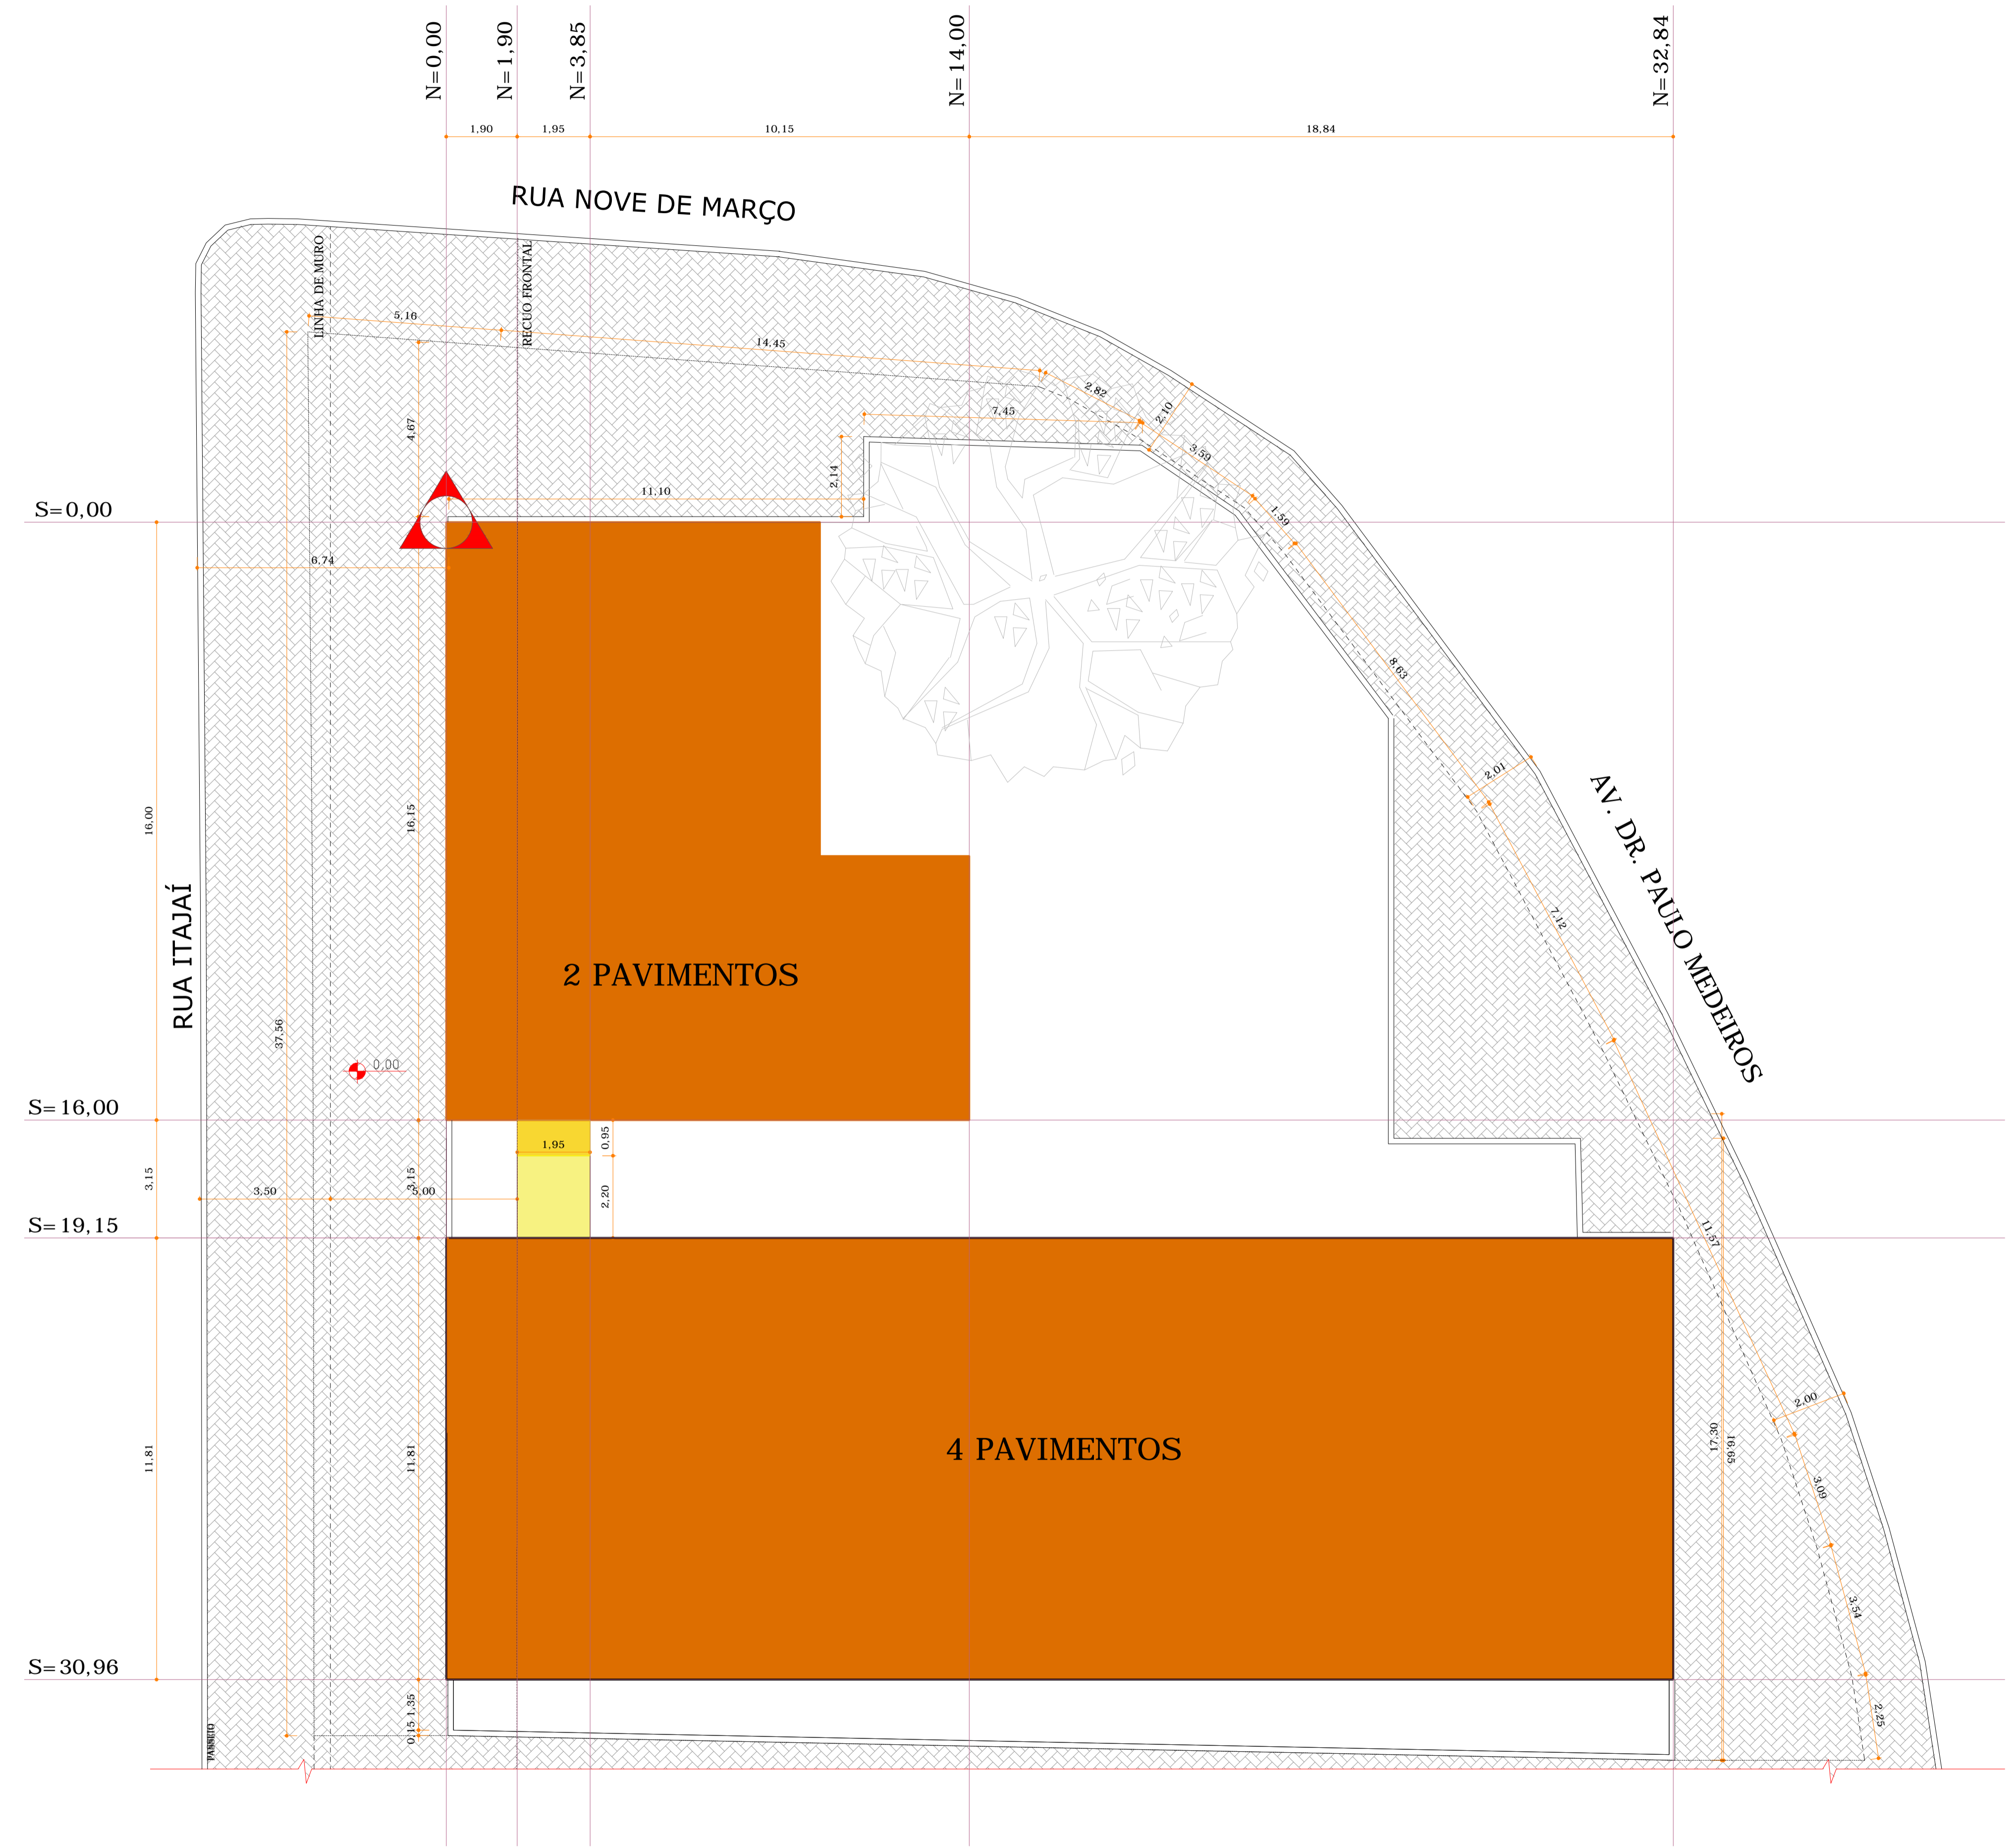 N=0,00
N=1,90
N=3,85
N=14,00
N=32,84
1,90
1,95
10,15
18,84
RUA NOVE DE MARÇO
LINHA DE MURO
RECUO FRONTAL
5,16
14,45
2,82
2,10
7,45
4,67
3,59
2,14
11,10
1,59
S=0,00
6,74
8,63
2,01
16,00
16,15
AV. DR. PAULO MEDEIROS
RUA ITAJAÍ
7,12
2 PAVIMENTOS
37,56
0,00
S=16,00
1,95
0,95
3,15
3,15
3,50
5,00
2,20
S=19,15
11,57
2,00
17,30
16,65
11,81
11,81
4 PAVIMENTOS
3,09
3,54
S=30,96
1,35
0,15
2,25